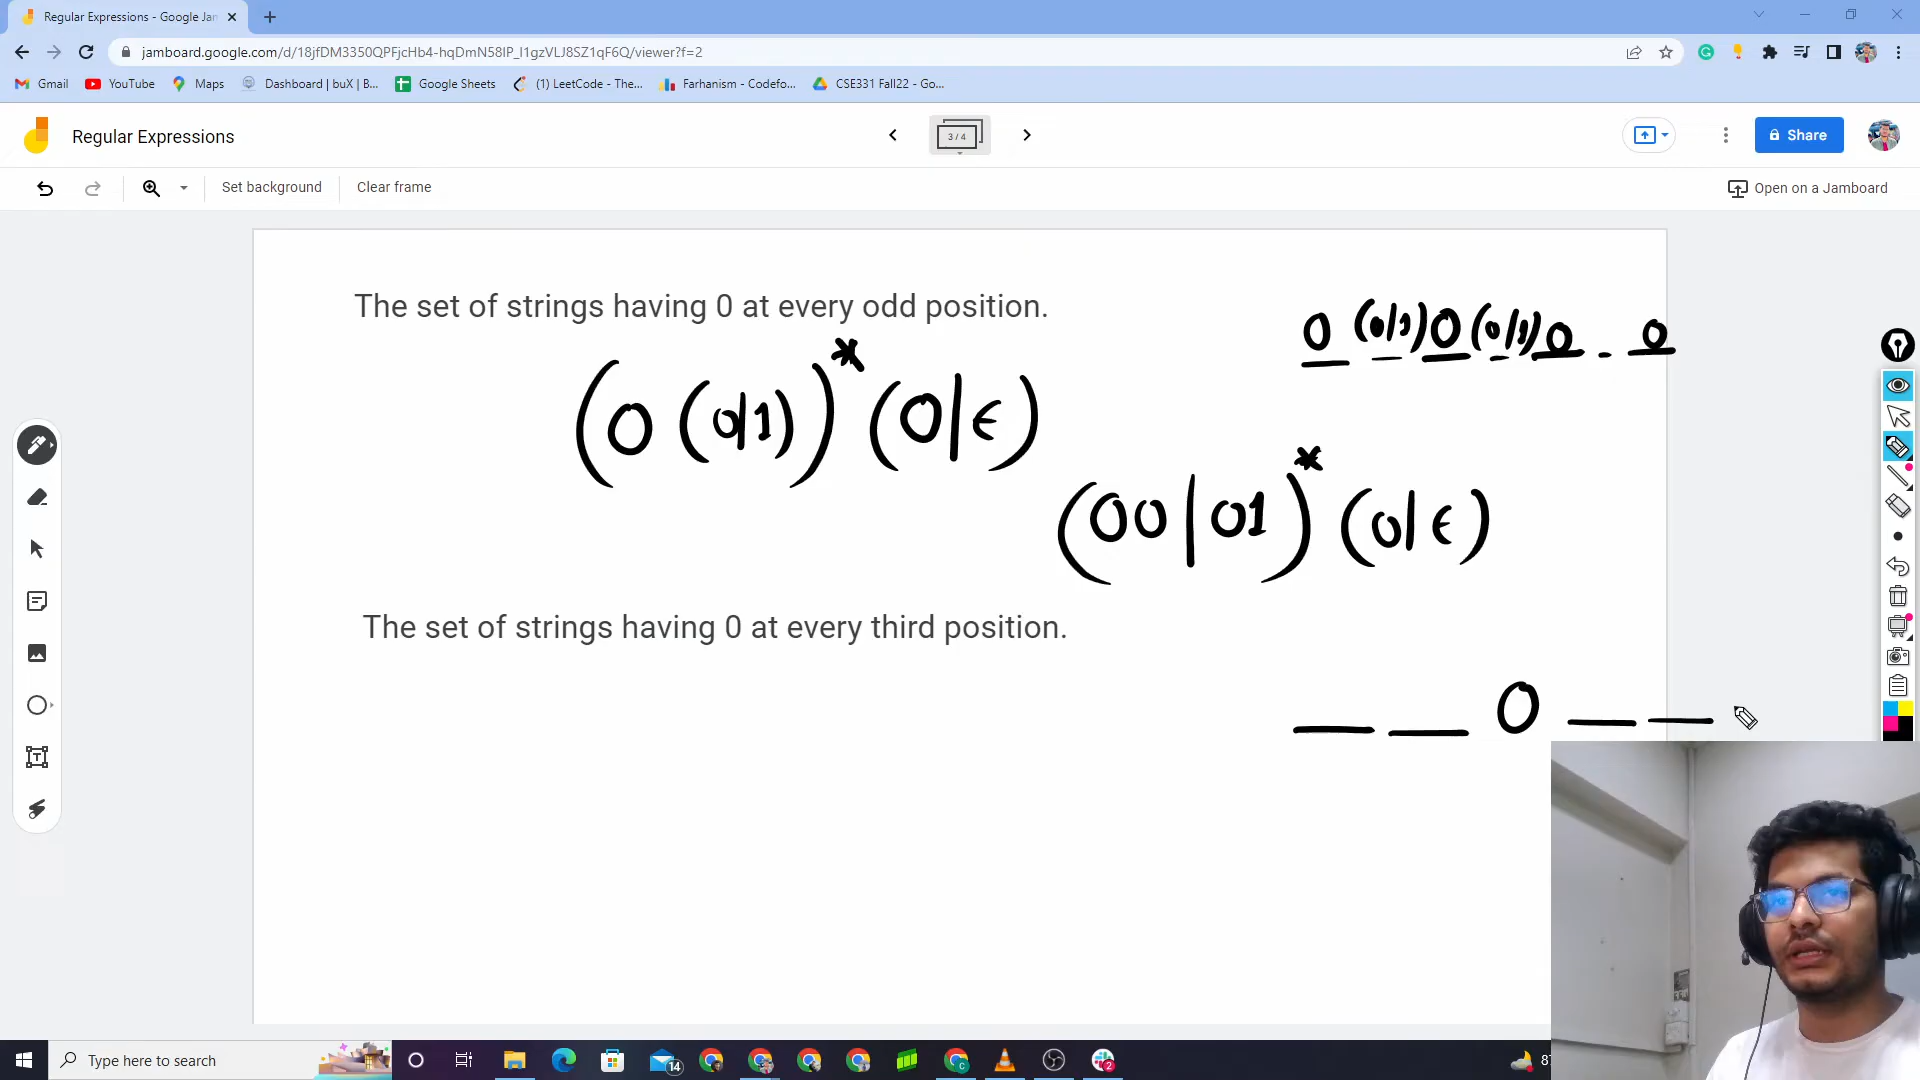 Regular Expressions - Google Jan
jamboard.google.com/d/18jfDM3350QPFjcHb4-hqDmN58IP_I1gzVLJ8SZ1qF6Q/viewer?f=2
Gmail YouTube Maps Dashboard | buX | B... Google Sheets (1) LeetCode - The... Farhanism - Codefo... CSE331 Fall22 - Go...
Regular Expressions 3 / 4 Share
Set background Clear frame Open on a Jamboard
The set of strings having 0 at every odd position.
0 (0|1) 0 (0|1) 0 . 0
(0 (0|1))* (0|ϵ)
(00|01)* (0|ϵ)
The set of strings having 0 at every third position.
_ _ 0 _ _
Type here to search 14 2 8